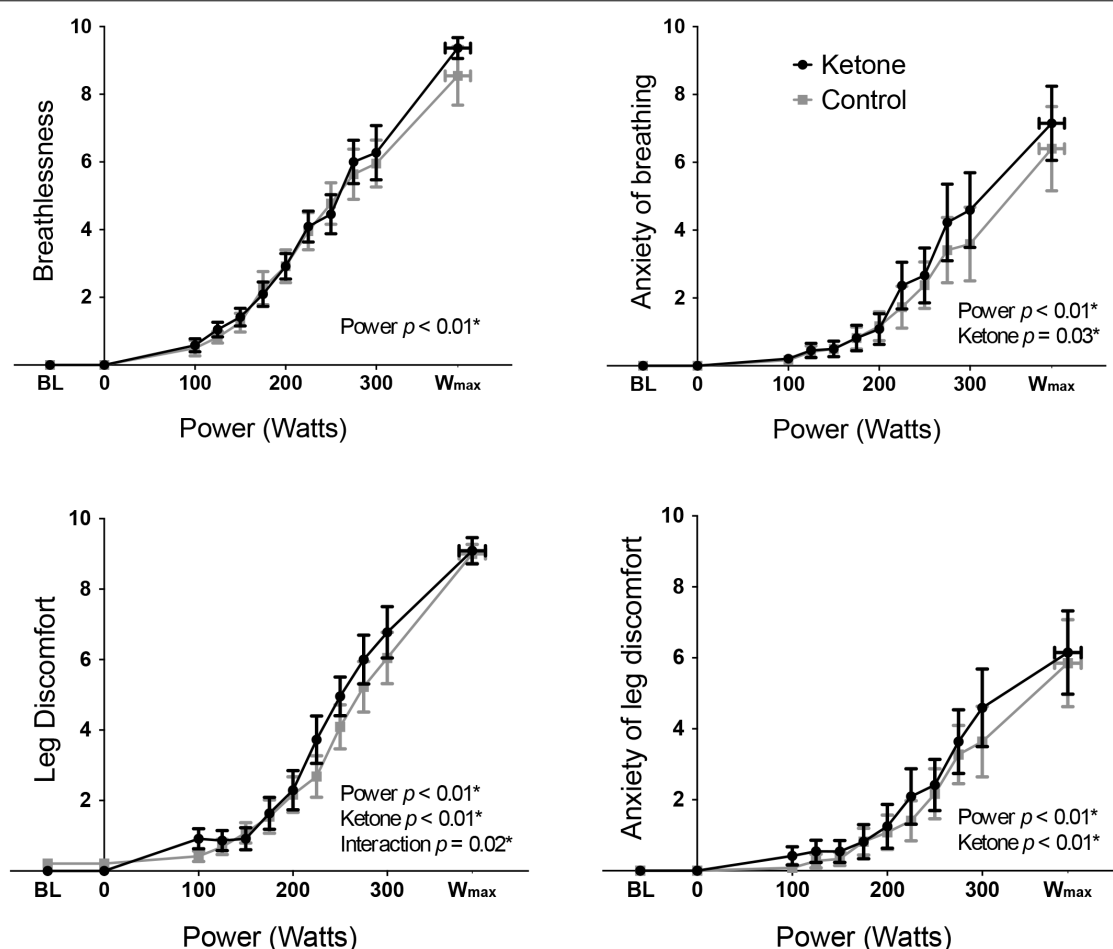 Breathlessness
10
8
6
4
2
BL 0 100 200 300 Wmax
Power p < 0.01*
Power (Watts)
Anxiety of breathing
10
8
6
4
2
Ketone
Control
Power p < 0.01*
Ketone p = 0.03*
BL 0 100 200 300 Wmax
Power (Watts)
Leg Discomfort
10
8
6
4
2
Power p < 0.01*
Ketone p < 0.01*
Interaction p = 0.02*
BL 0 100 200 300 Wmax
Power (Watts)
Anxiety of leg discomfort
10
8
6
4
2
Power p < 0.01*
Ketone p < 0.01*
BL 0 100 200 300 Wmax
Power (Watts)